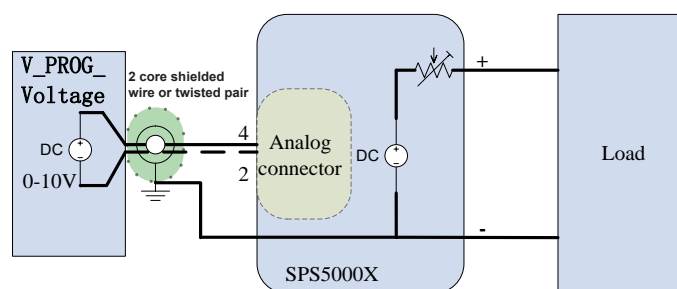 V_PROG_
Voltage
DC
0-10V
2 core shielded
wire or twisted pair
4
2
Analog
connector
DC
SPS5000X
+
-
Load